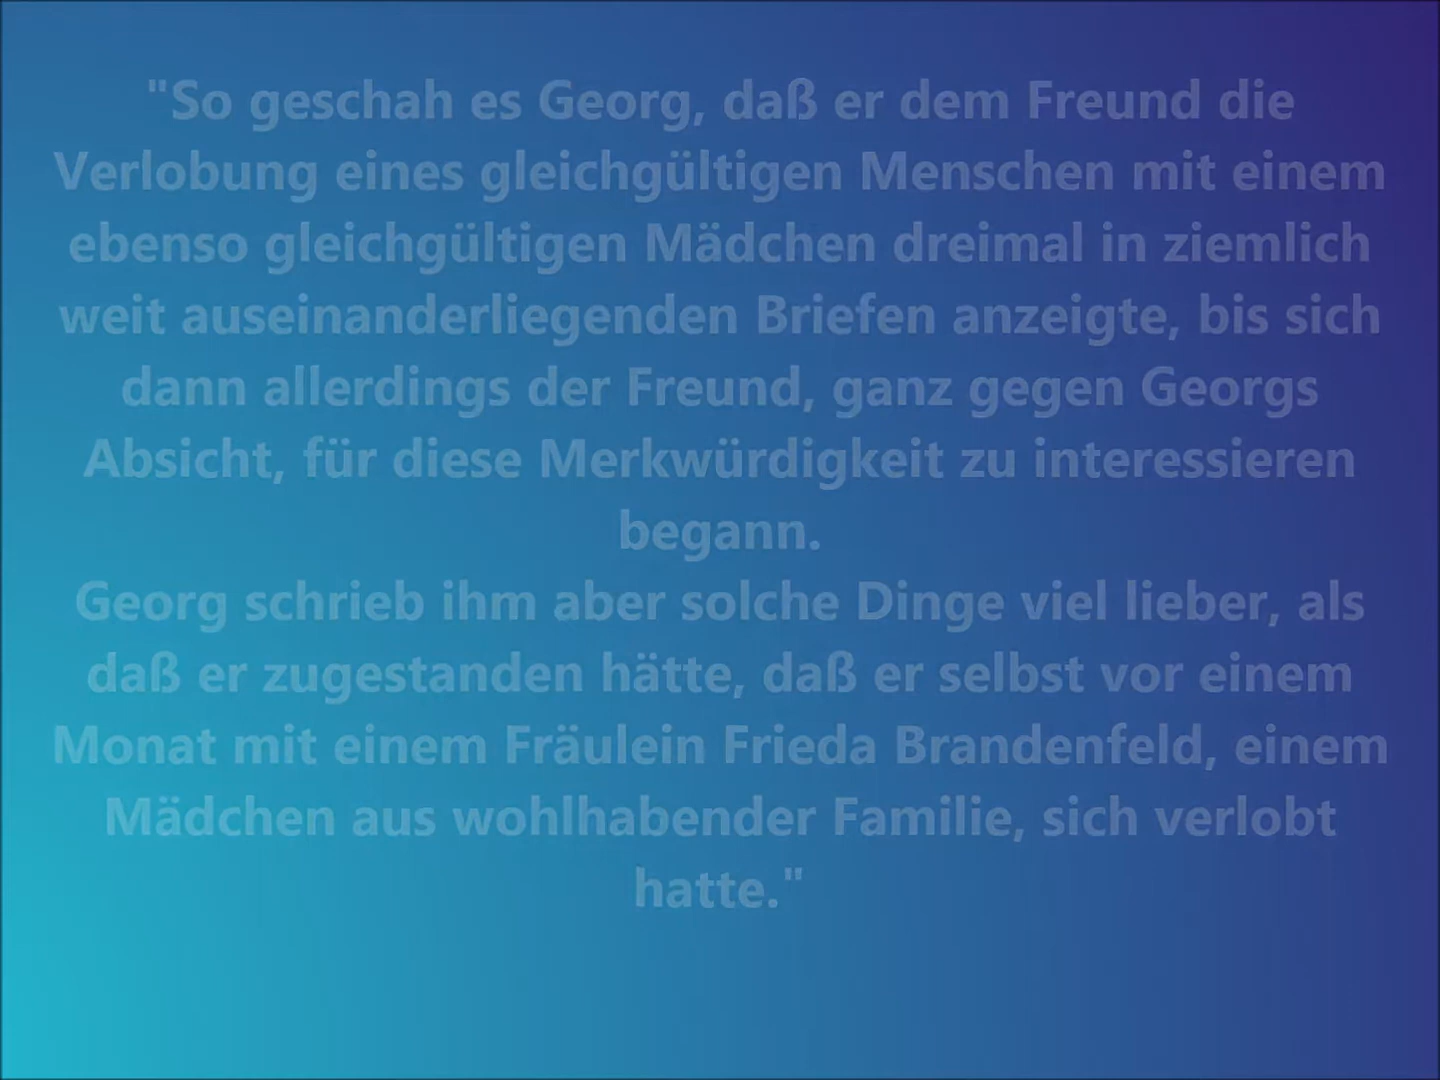 "So geschah es Georg, daß er dem Freund die
Verlobung eines gleichgültigen Menschen mit einem
ebenso gleichgültigen Mädchen dreimal in ziemlich
weit auseinanderliegenden Briefen anzeigte, bis sich
dann allerdings der Freund, ganz gegen Georgs
Absicht, für diese Merkwürdigkeit zu interessieren
begann.
Georg schrieb ihm aber solche Dinge viel lieber, als
daß er zugestanden hätte, daß er selbst vor einem
Monat mit einem Fräulein Frieda Brandenfeld, einem
Mädchen aus wohlhabender Familie, sich verlobt
hatte."